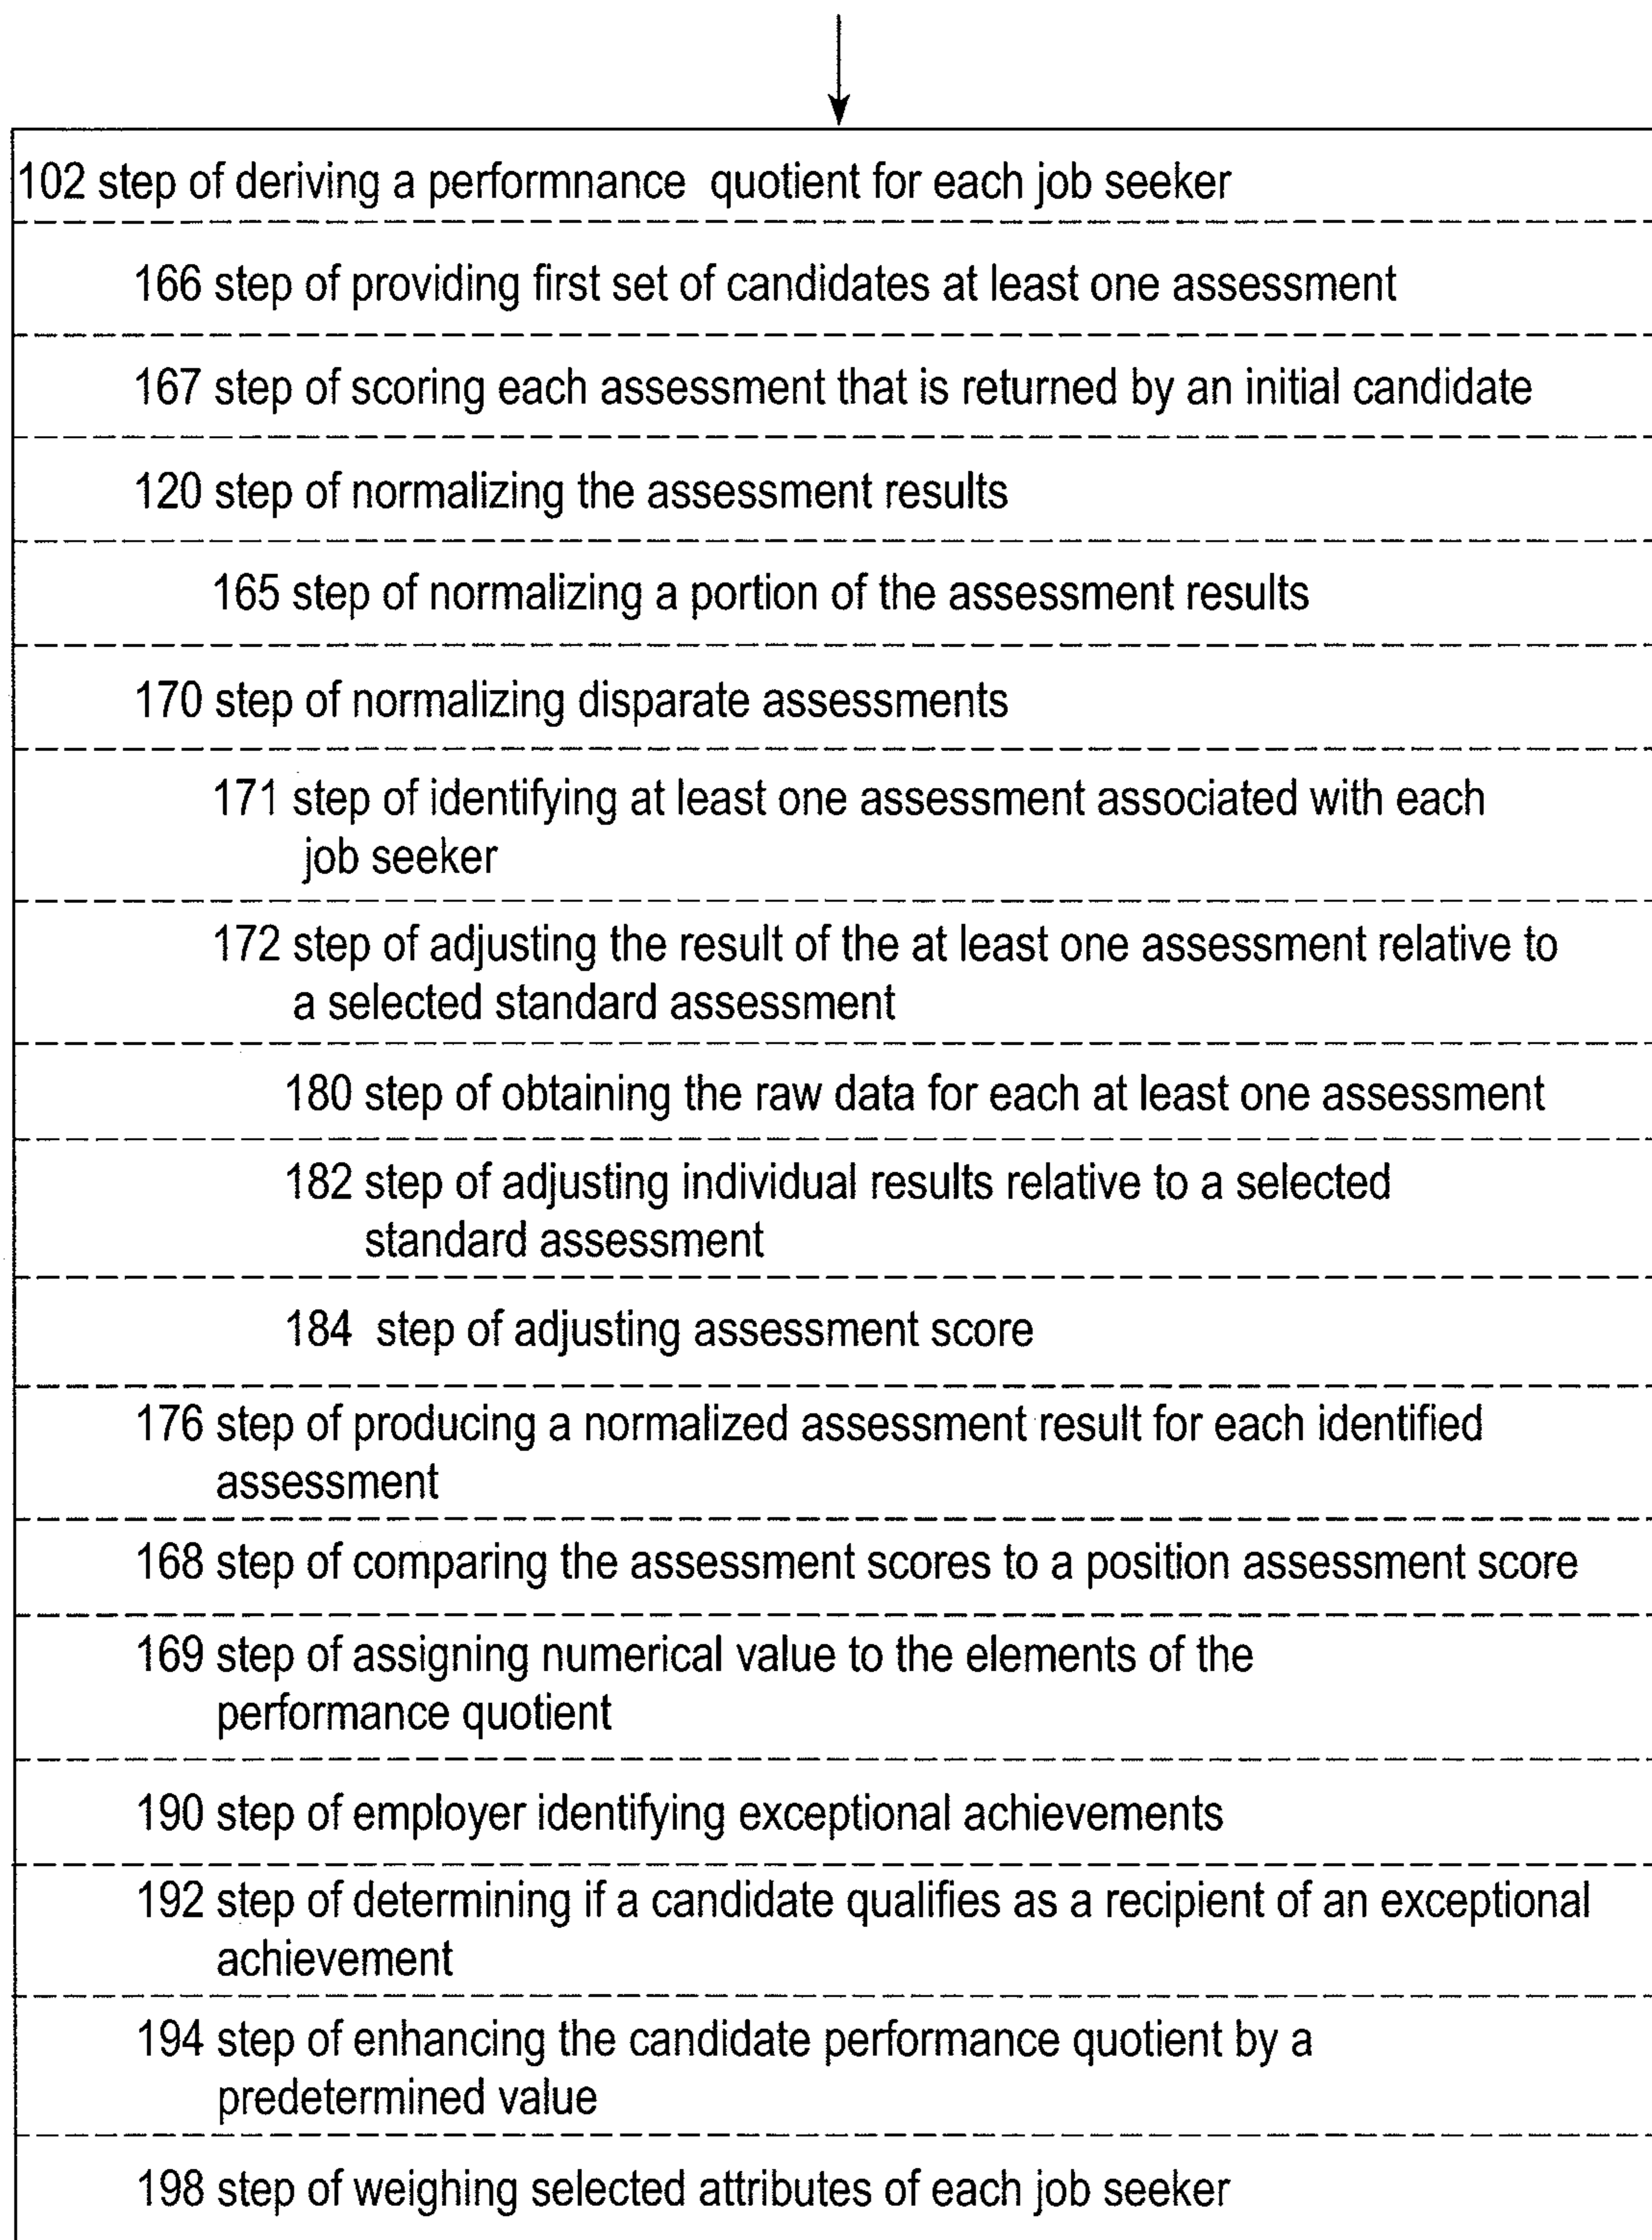 102 step of deriving a performnance quotient for each job seeker
166 step of providing first set of candidates at least one assessment
167 step of scoring each assessment that is returned by an initial candidate
120 step of normalizing the assessment results
165 step of normalizing a portion of the assessment results
170 step of normalizing disparate assessments
171 step of identifying at least one assessment associated with each
job seeker
172 step of adjusting the result of the at least one assessment relative to
a selected standard assessment
180 step of obtaining the raw data for each at least one assessment
182 step of adjusting individual results relative to a selected
standard assessment
184 step of adjusting assessment score
176 step of producing a normalized assessment result for each identified
assessment
168 step of comparing the assessment scores to a position assessment score
169 step of assigning numerical value to the elements of the
performance quotient
190 step of employer identifying exceptional achievements
192 step of determining if a candidate qualifies as a recipient of an exceptional
achievement
194 step of enhancing the candidate performance quotient by a
predetermined value
198 step of weighing selected attributes of each job seeker